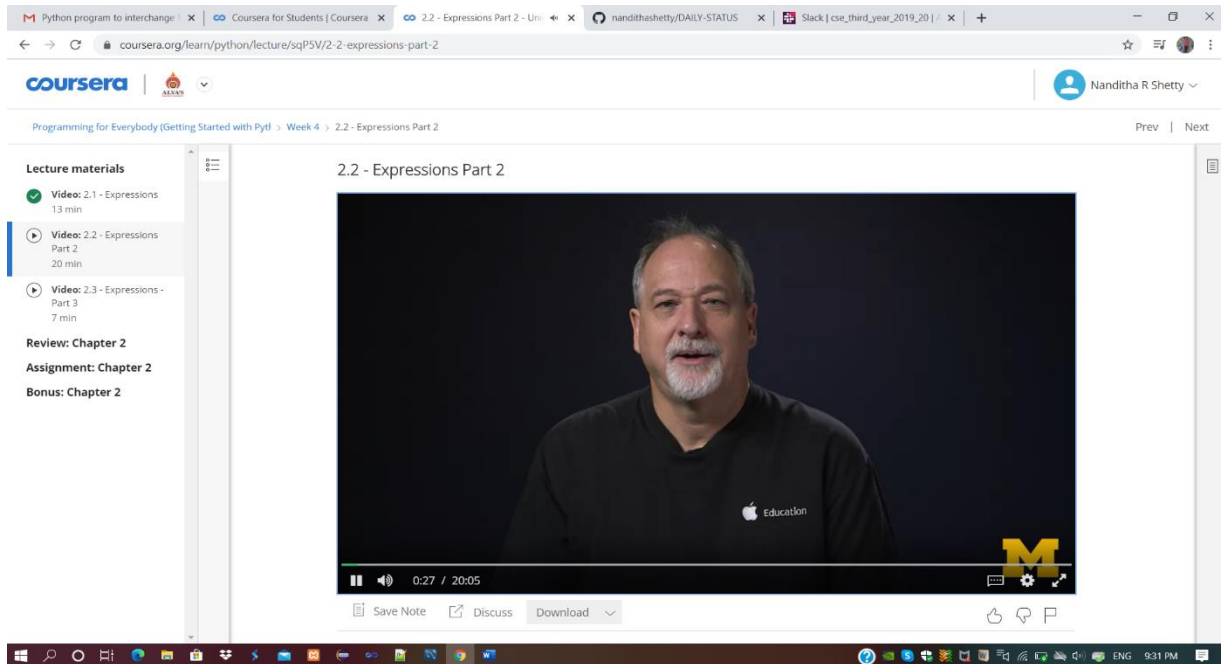 Python program to interchange
Coursera for Students | Coursera
2.2 - Expressions Part 2 - Uni
nandithashetty/DAILY-STATUS
Slack | cse_third_year_2019_20 |
coursera.org/learn/python/lecture/sqP5V/2-2-expressions-part-2
coursera
ALVA'S
Nanditha R Shetty
Programming for Everybody (Getting Started with Pyth > Week 4 > 2.2 - Expressions Part 2
Prev | Next
Lecture materials
Video: 2.1 - Expressions
13 min
Video: 2.2 - Expressions
Part 2
20 min
Video: 2.3 - Expressions -
Part 3
7 min
Review: Chapter 2
Assignment: Chapter 2
Bonus: Chapter 2
2.2 - Expressions Part 2
Education
M
0:27 / 20:05
Save Note
Discuss
Download
ENG
9:31 PM